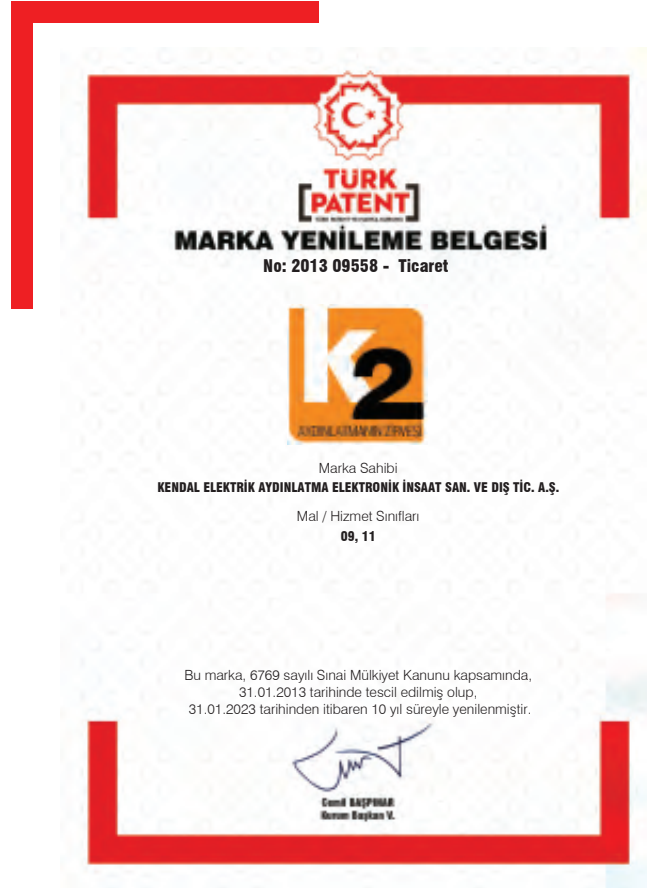 TÜRK
PATENT
MARKA YENİLEME BELGESİ
No: 2013 09558 - Ticaret
K2
AYDINLATMANIN ZİRVESİ
Marka Sahibi
KENDAL ELEKTRİK AYDINLATMA ELEKTRONİK İNSAAT SAN. VE DIŞ TİC. A.Ş.
Mal / Hizmet Sınıfları
09, 11
Bu marka, 6769 sayılı Sınai Mülkiyet Kanunu kapsamında,
31.01.2013 tarihinde tescil edilmiş olup,
31.01.2023 tarihinden itibaren 10 yıl süreyle yenilenmiştir.
Cemil BAŞPINAR
Kurum Başkan V.